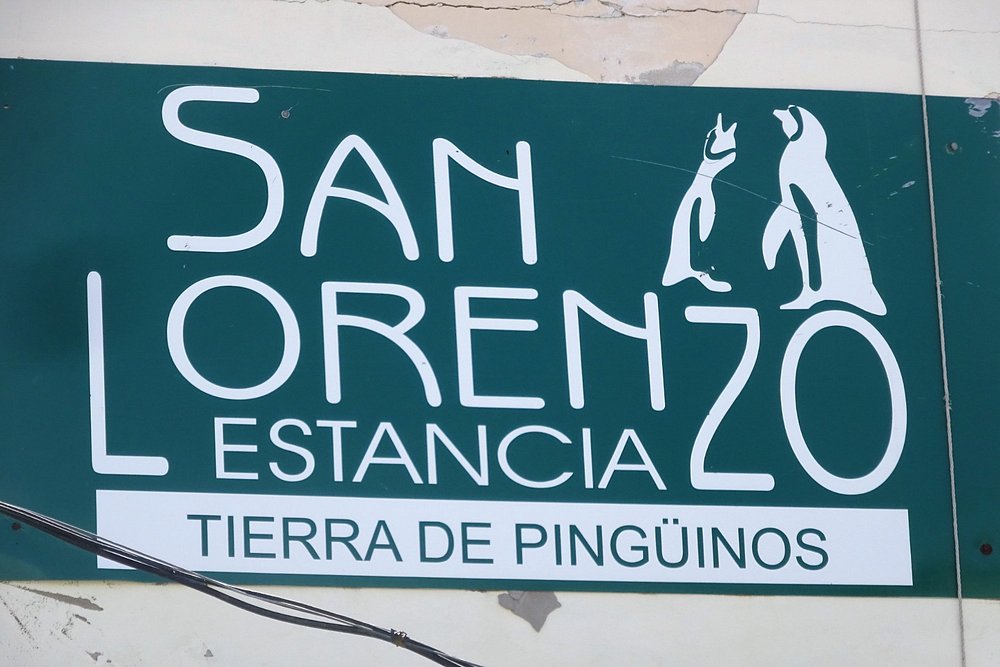 SAN
LORENZO
ESTANCIA
TIERRA DE PINGÜINOS